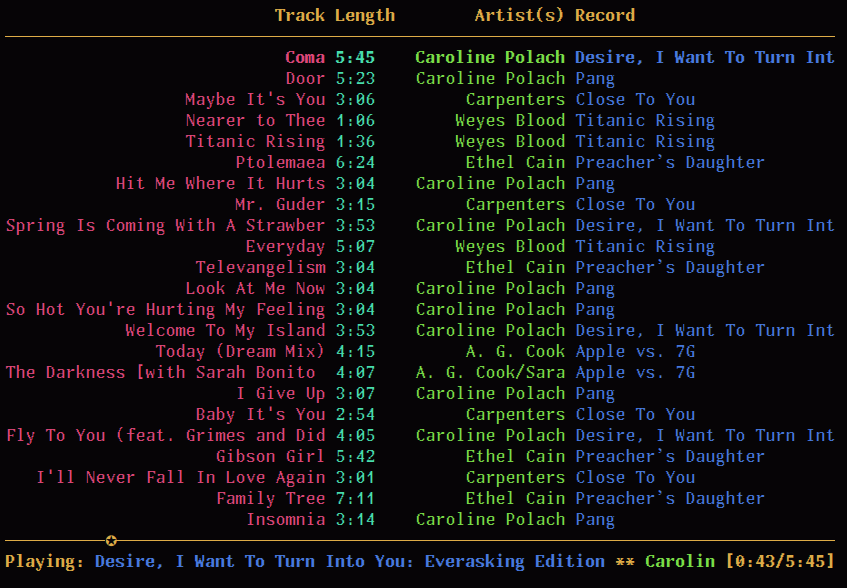 Track Length Artist(s) Record
Coma 5:45 Caroline Polach Desire, I Want To Turn Int
Door 5:23 Caroline Polach Pang
Maybe It's You 3:06 Carpenters Close To You
Nearer to Thee 1:06 Weyes Blood Titanic Rising
Titanic Rising 1:36 Weyes Blood Titanic Rising
Ptolemaea 6:24 Ethel Cain Preacher’s Daughter
Hit Me Where It Hurts 3:04 Caroline Polach Pang
Mr. Guder 3:15 Carpenters Close To You
Spring Is Coming With A Strawber 3:53 Caroline Polach Desire, I Want To Turn Int
Everyday 5:07 Weyes Blood Titanic Rising
Televangelism 3:04 Ethel Cain Preacher’s Daughter
Look At Me Now 3:04 Caroline Polach Pang
So Hot You're Hurting My Feeling 3:04 Caroline Polach Pang
Welcome To My Island 3:53 Caroline Polach Desire, I Want To Turn Int
Today (Dream Mix) 4:15 A. G. Cook Apple vs. 7G
The Darkness [with Sarah Bonito 4:07 A. G. Cook/Sara Apple vs. 7G
I Give Up 3:07 Caroline Polach Pang
Baby It's You 2:54 Carpenters Close To You
Fly To You (feat. Grimes and Did 4:05 Caroline Polach Desire, I Want To Turn Int
Gibson Girl 5:42 Ethel Cain Preacher’s Daughter
I'll Never Fall In Love Again 3:01 Carpenters Close To You
Family Tree 7:11 Ethel Cain Preacher’s Daughter
Insomnia 3:14 Caroline Polach Pang
Playing: Desire, I Want To Turn Into You: Everasking Edition ** Carolin [0:43/5:45]